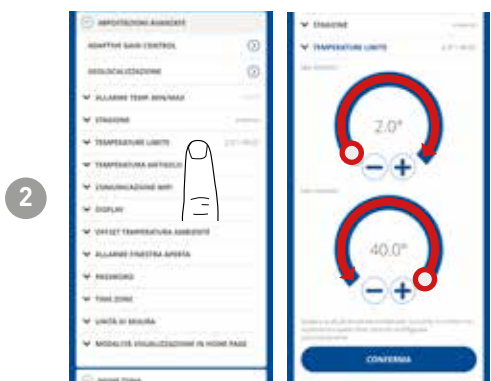 2
IMPOSTAZIONI AVANZATE
ADAPTIVE GAIN CONTROL
GEOLOCALIZZAZIONE
ALLARME TEMP. MIN/MAX
STAGIONE
TEMPERATURE LIMITE
TEMPERATURA ANTIGELO
COMUNICAZIONE WIFI
DISPLAY
OFFSET TEMPERATURA AMBIENTE
ALLARME FINESTRA APERTA
PASSWORD
TIME ZONE
UNITÀ DI MISURA
MODALITÀ VISUALIZZAZIONE IN HOME PAGE
STAGIONE
TEMPERATURE LIMITE
2.0°
40.0°
CONFERMA